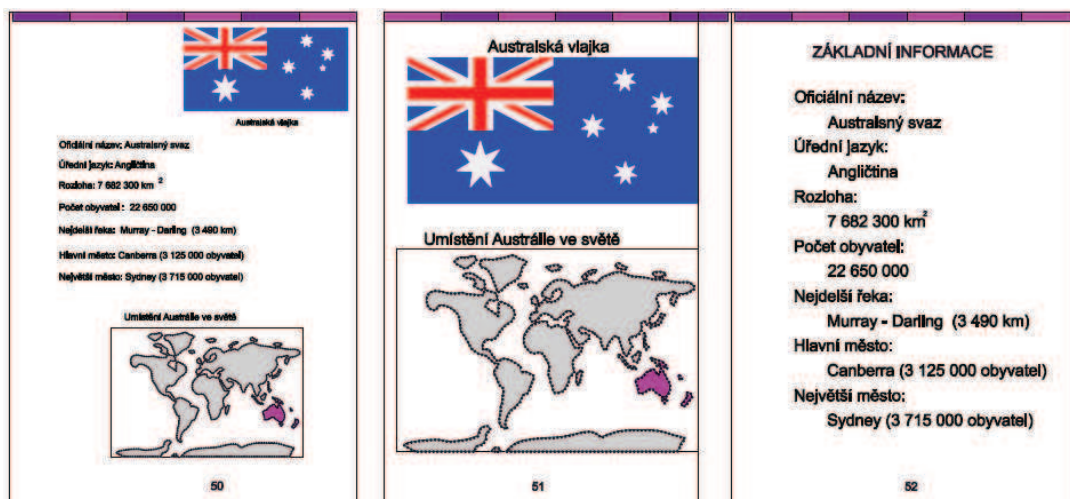 Australská vlajka
Oficiální název: Australsný svaz
Úřední jazyk: Angličtina
Rozloha: 7 682 300 km²
Počet obyvatel : 22 650 000
Nejdelší řeka: Murray - Darling (3 490 km)
Hlavní město: Canberra (3 125 000 obyvatel)
Největší město: Sydney (3 715 000 obyvatel)
Umístění Austrálie ve světě
50
Australská vlajka
Umístění Austrálie ve světě
51
ZÁKLADNÍ INFORMACE
Oficiální název:
Australsný svaz
Úřední jazyk:
Angličtina
Rozloha:
7 682 300 km²
Počet obyvatel:
22 650 000
Nejdelší řeka:
Murray - Darling (3 490 km)
Hlavní město:
Canberra (3 125 000 obyvatel)
Největší město:
Sydney (3 715 000 obyvatel)
52